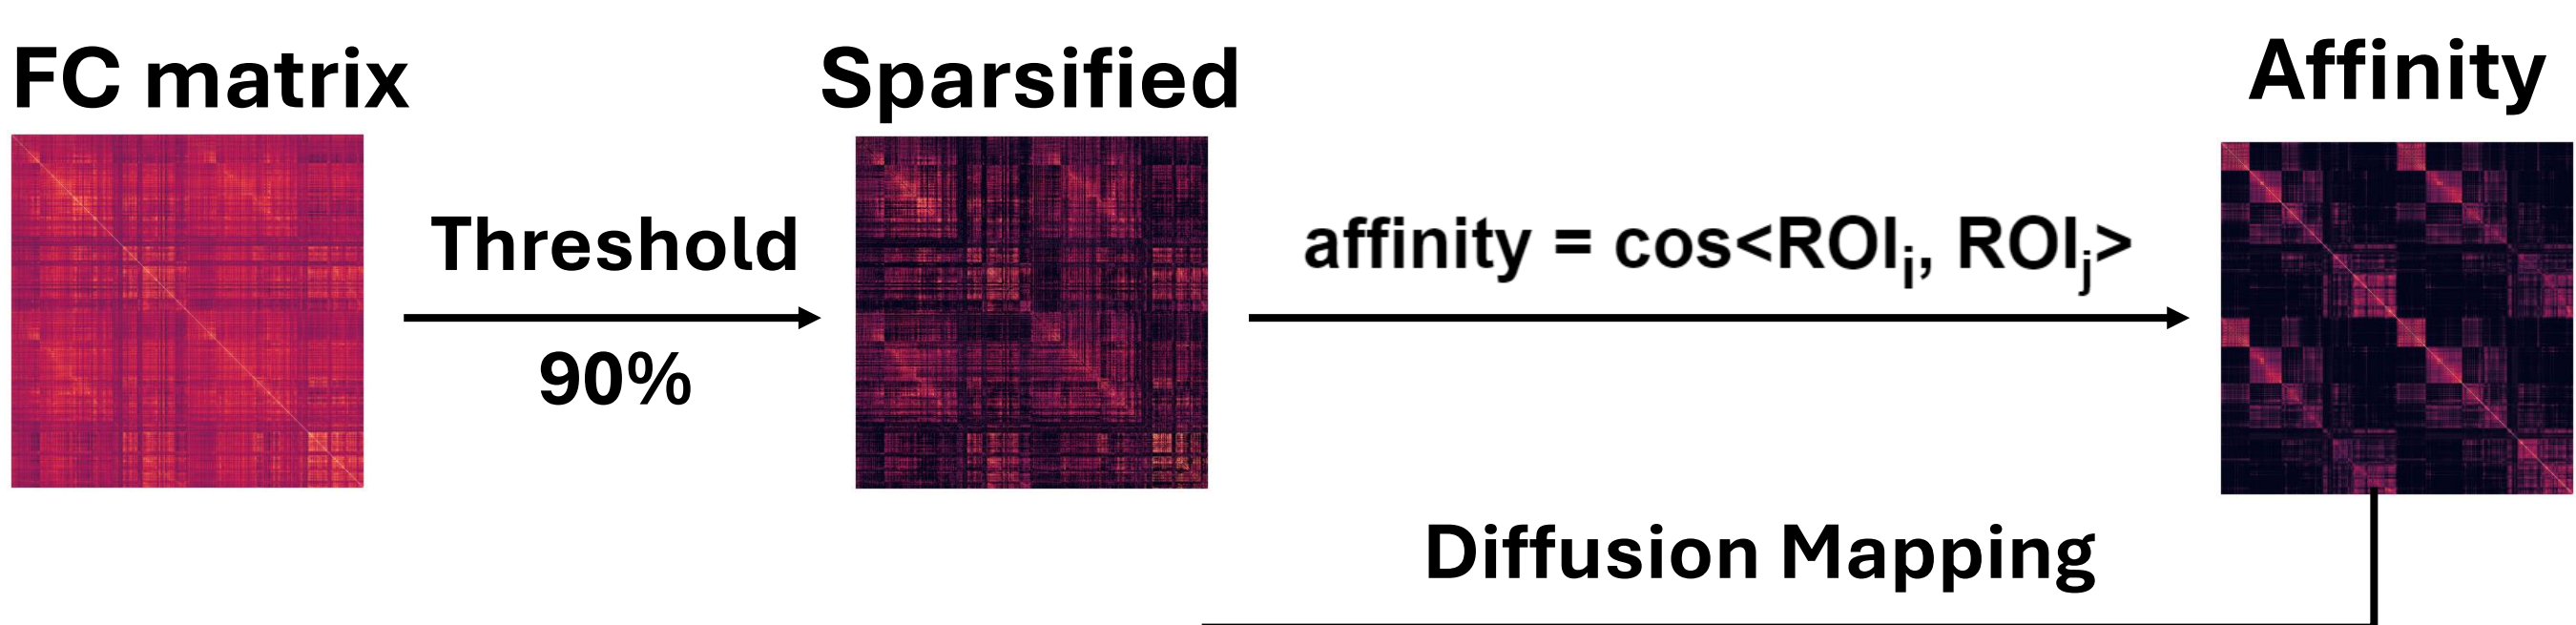 FC matrix
Sparsified
Affinity
Threshold
90%
affinity = cos<ROIi, ROIj>
Diffusion Mapping